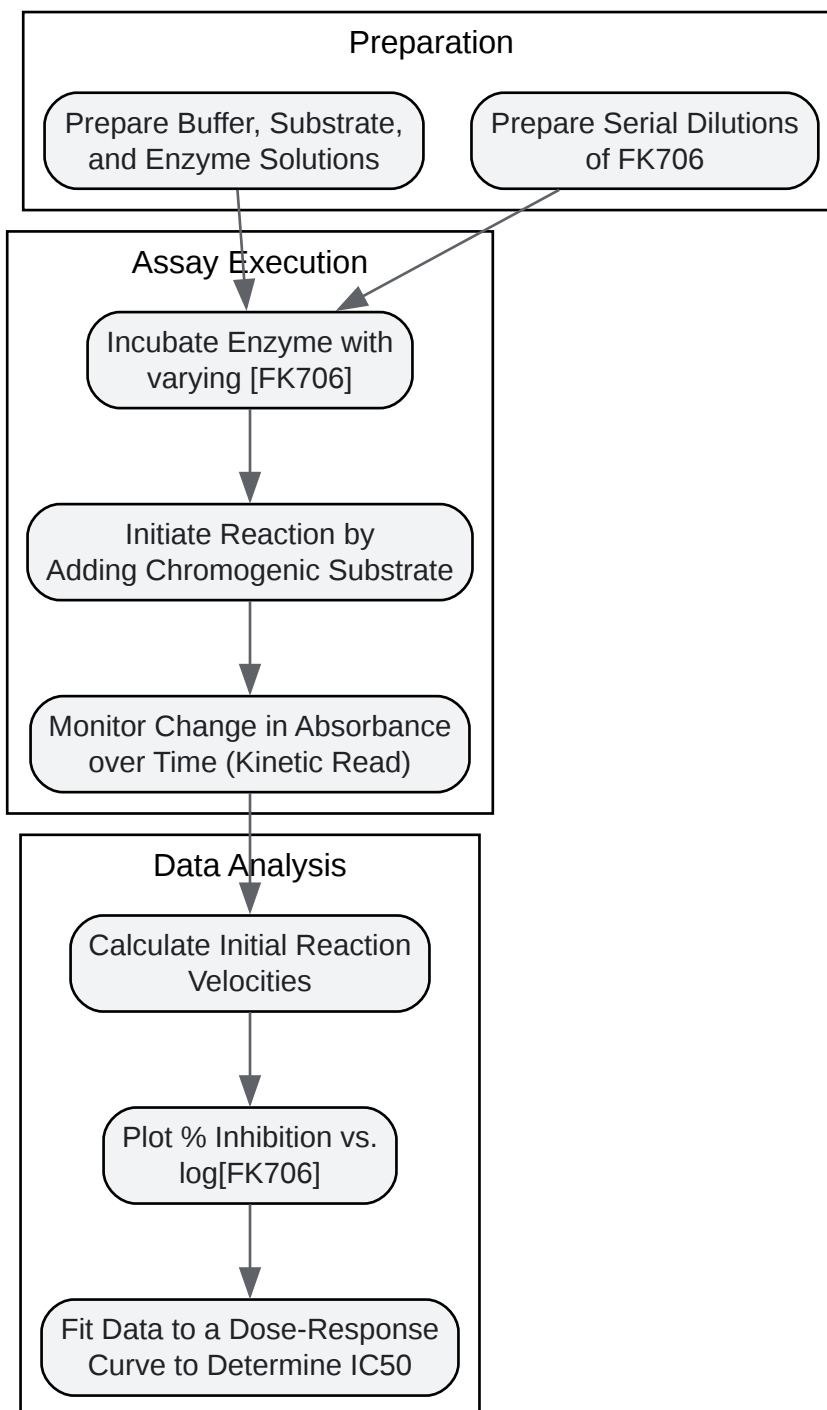 Preparation
Prepare Buffer, Substrate,
and Enzyme Solutions
Prepare Serial Dilutions
of FK706
Assay Execution
Incubate Enzyme with
varying [FK706]
Initiate Reaction by
Adding Chromogenic Substrate
Monitor Change in Absorbance
over Time (Kinetic Read)
Data Analysis
Calculate Initial Reaction
Velocities
Plot % Inhibition vs.
log[FK706]
Fit Data to a Dose-Response
Curve to Determine IC50